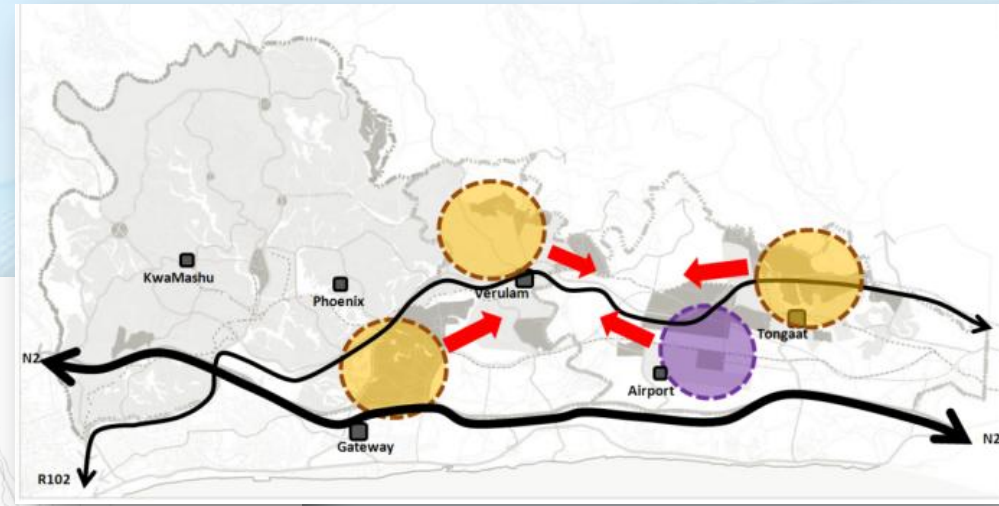 KwaMashu
Phoenix
Verulam
Tongaat
N2
Airport
Gateway
N2
R102